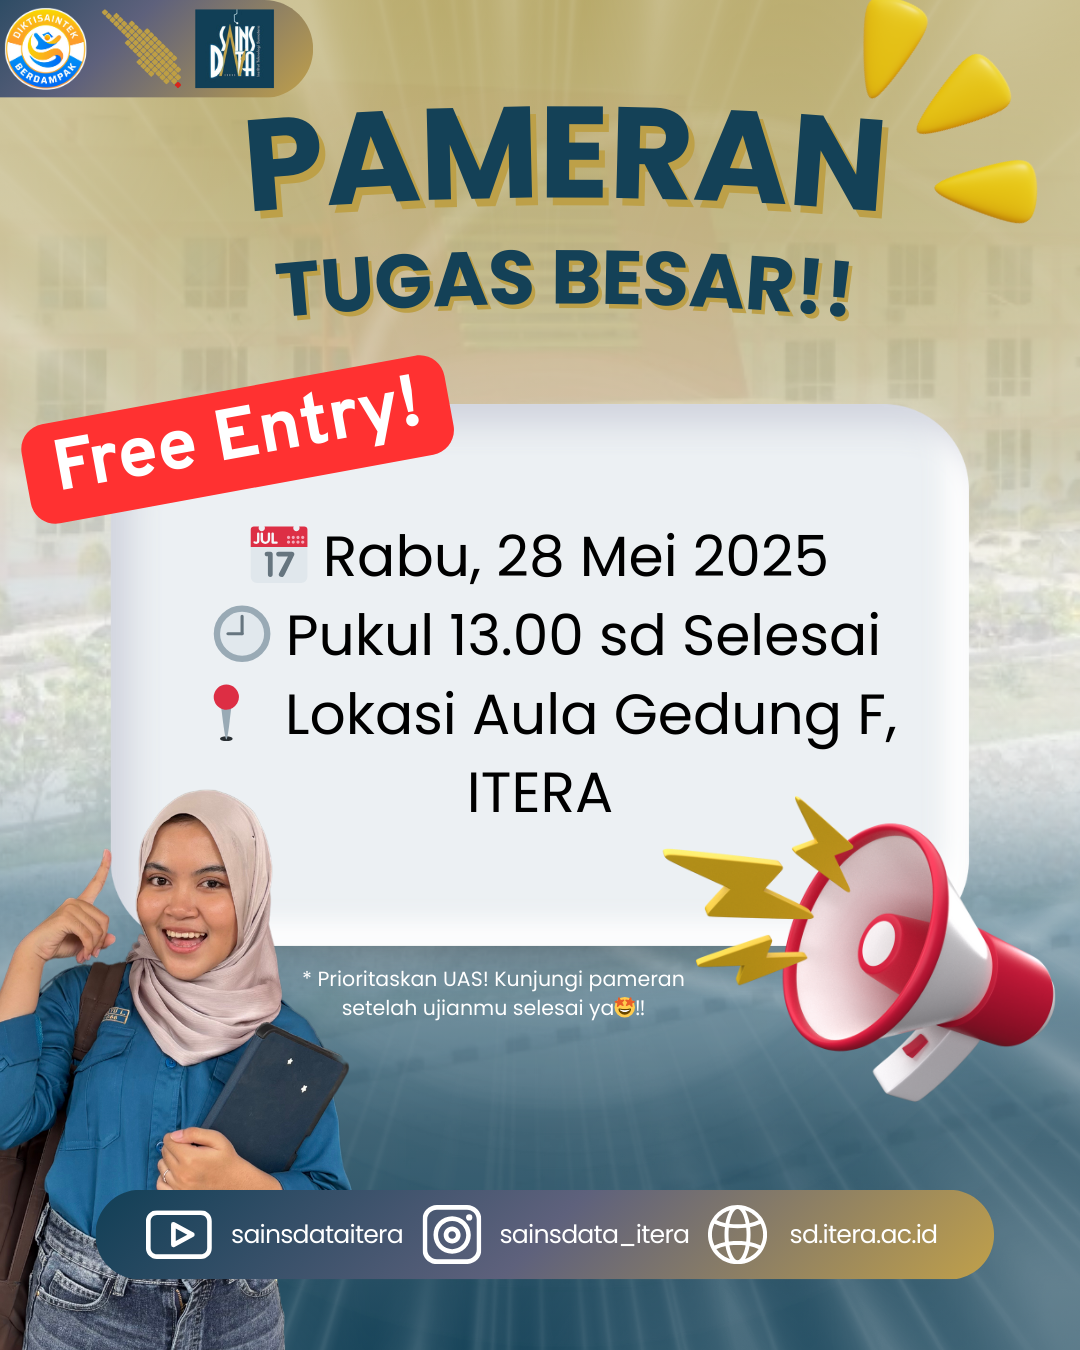 DIKTISAINTEK
BERDAMPAK
SAINS
DATA
PAMERAN
TUGAS BESAR!!
Free Entry!
JUL
17
Rabu, 28 Mei 2025
Pukul 13.00 sd Selesai
Lokasi Aula Gedung F,
ITERA
* Prioritaskan UAS! Kunjungi pameran
setelah ujianmu selesai ya🤩!!
sainsdataitera
sainsdata_itera
sd.itera.ac.id